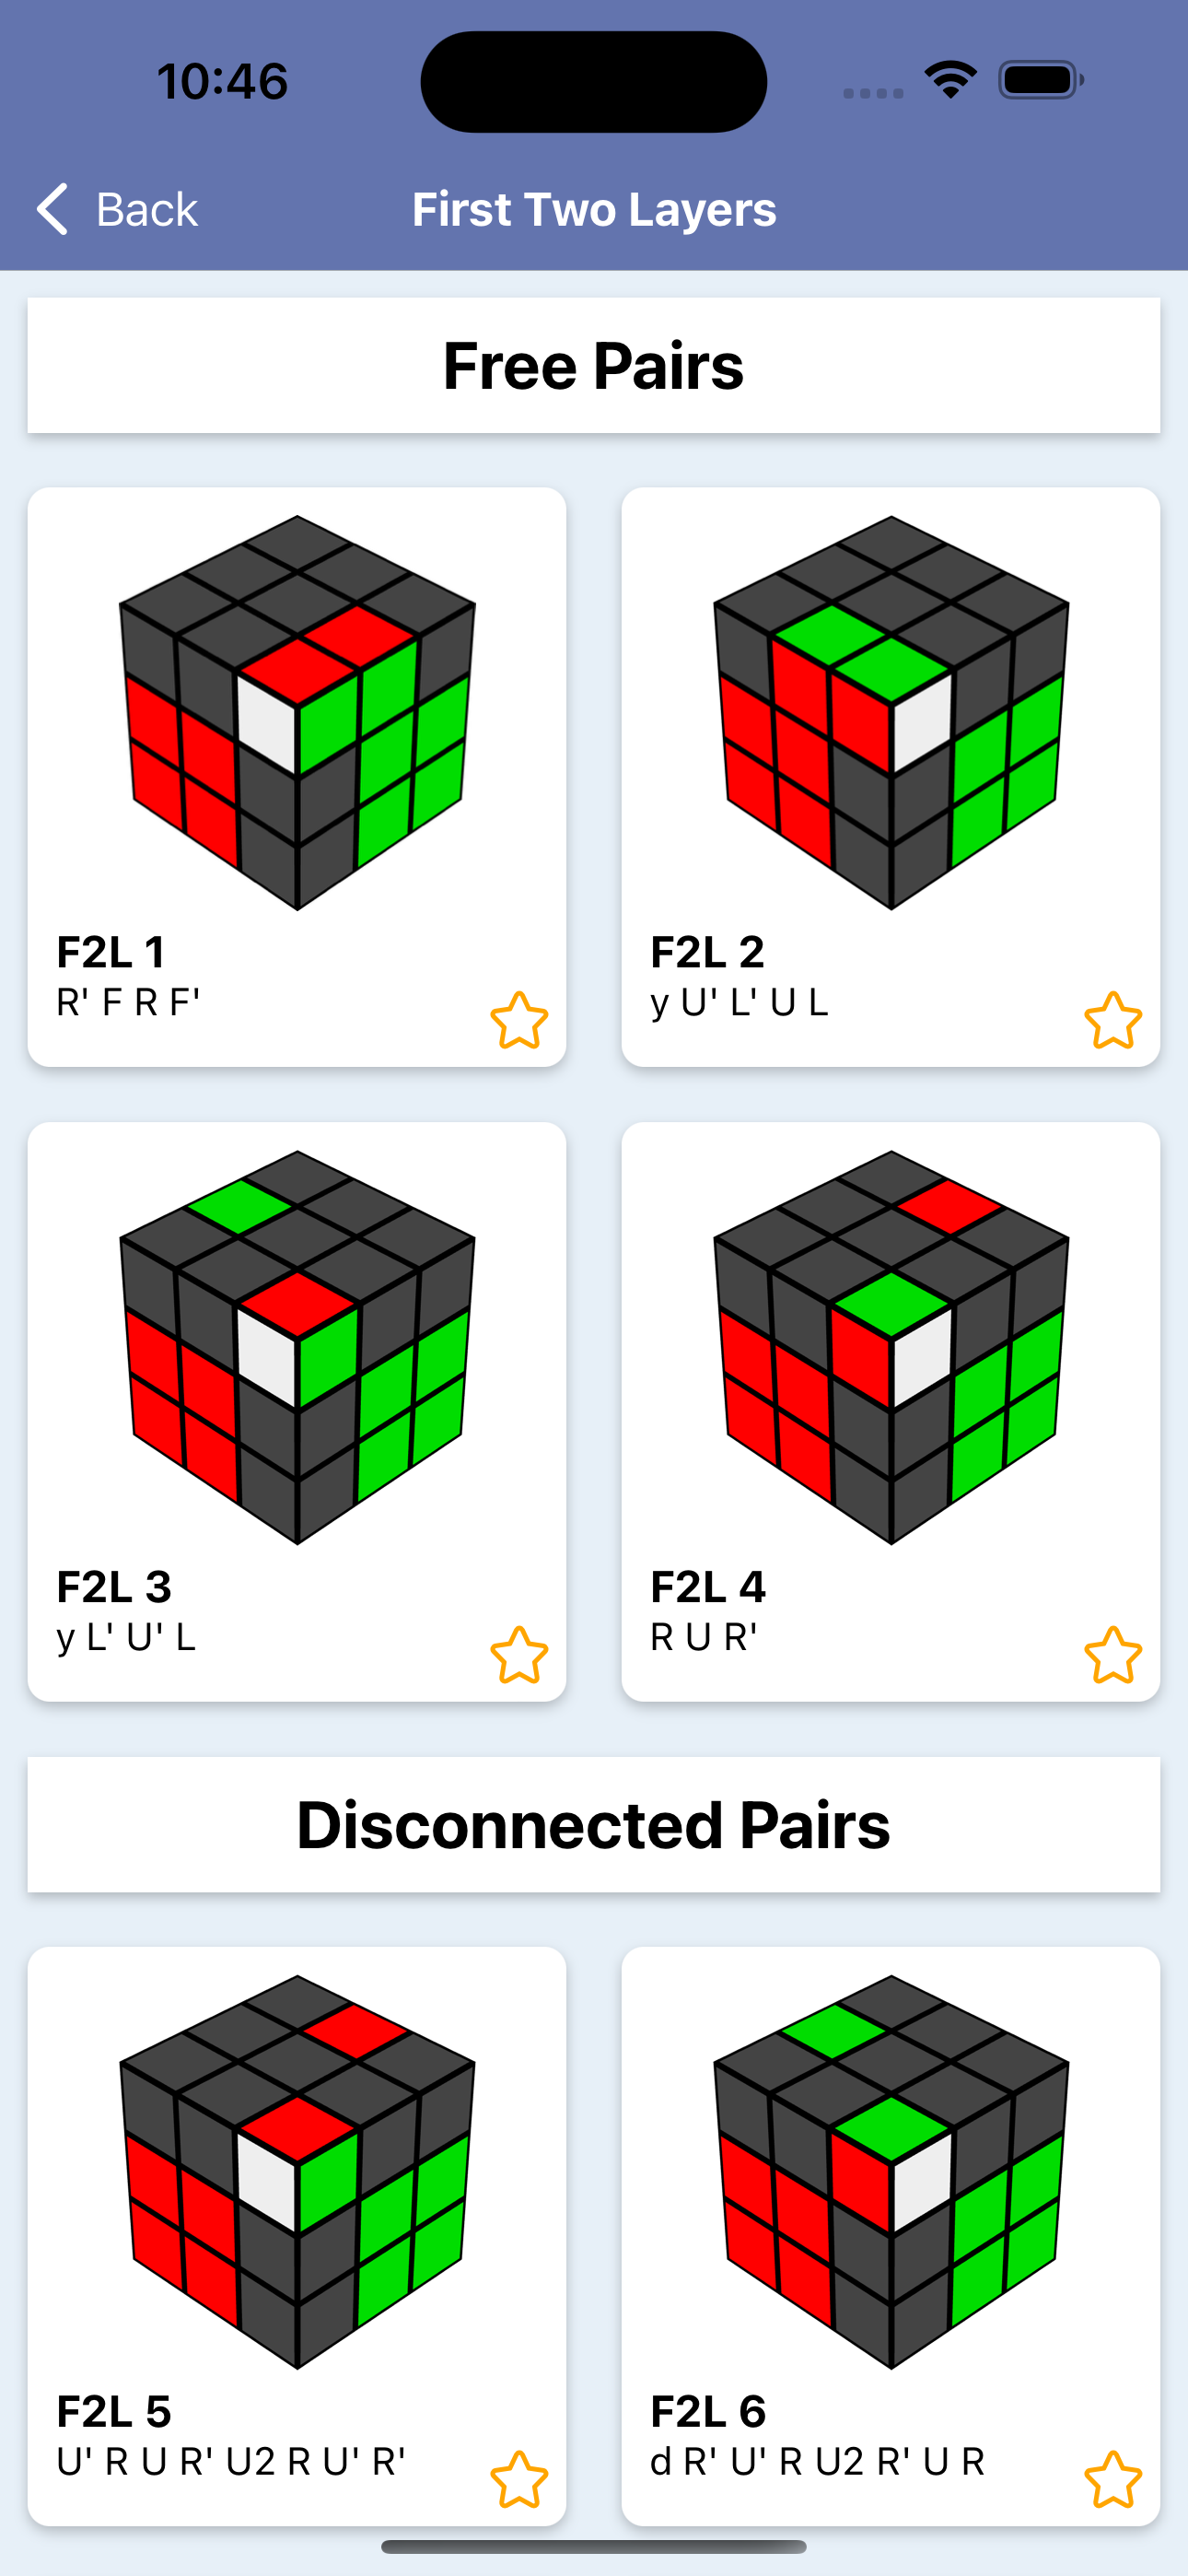 10:46
Back
First Two Layers
Free Pairs
F2L 1
R' F R F'
F2L 2
y U' L' U L
F2L 3
y L' U' L
F2L 4
R U R'
Disconnected Pairs
F2L 5
U' R U R' U2 R U' R'
F2L 6
d R' U' R U2 R' U R